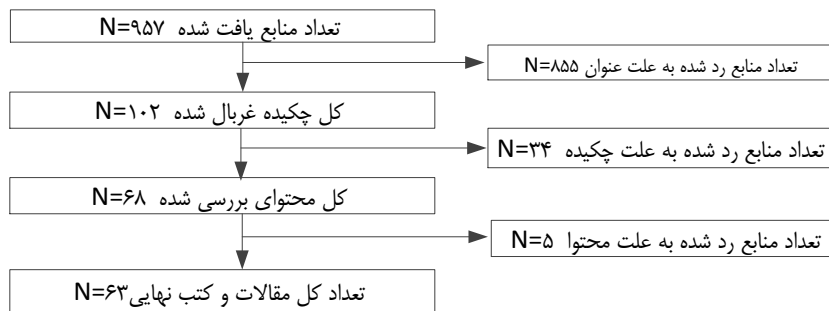 تعداد منابع یافت شده N=۹۵۷
تعداد منابع رد شده به علت عنوان N=۸۵۵
کل چکیده غربال شده N=۱۰۲
تعداد منابع رد شده به علت چکیده N=۳۴
کل محتوای بررسی شده N=۶۸
تعداد منابع رد شده به علت محتوا N=۵
تعداد کل مقالات و کتب نهایی N=۶۳